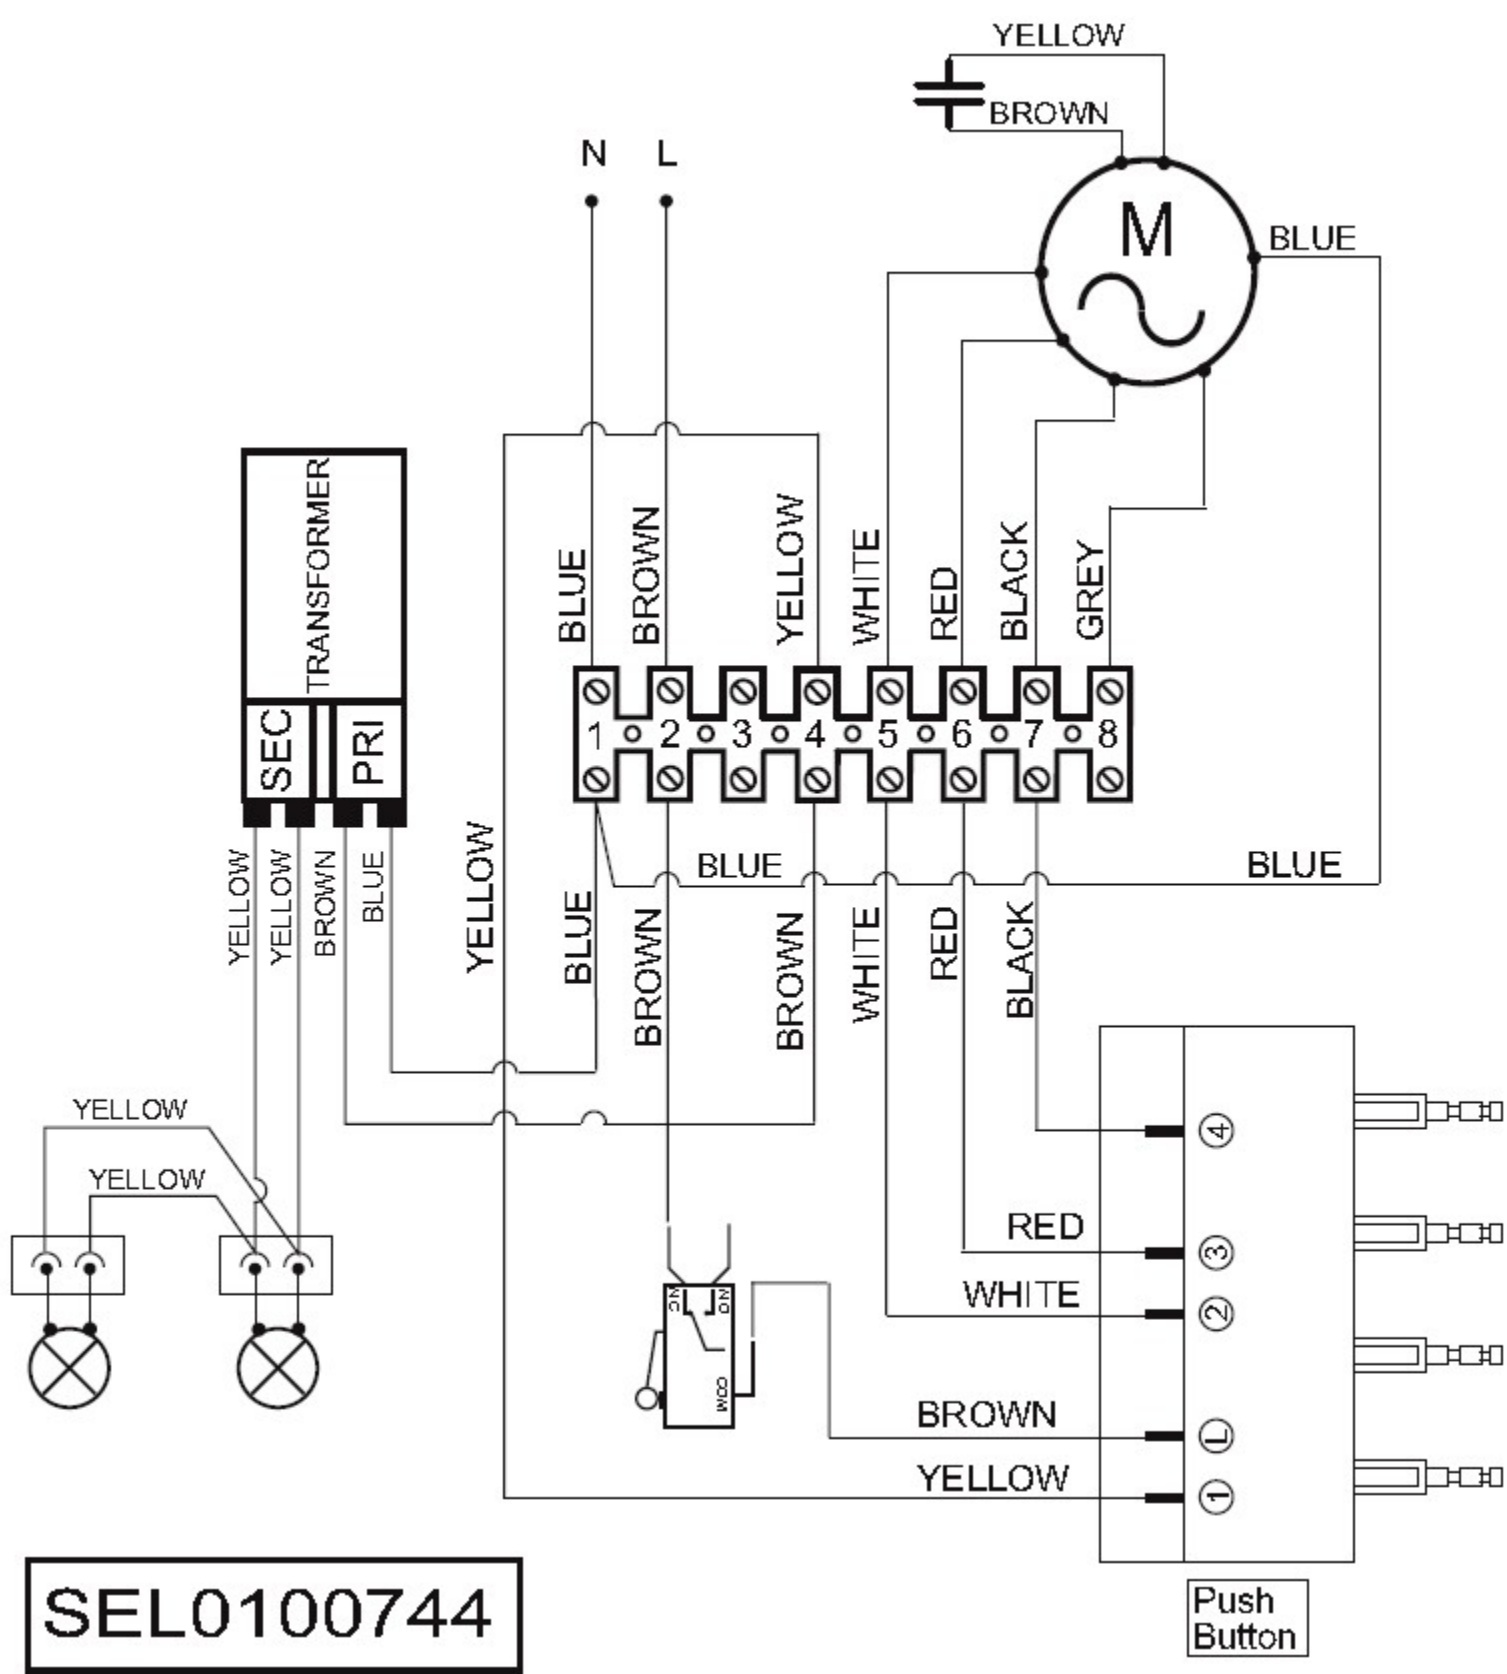 YELLOW
BROWN
N L
M
BLUE
TRANSFORMER
SEC
PRI
BLUE
BROWN
YELLOW
WHITE
RED
BLACK
GREY
1 2 3 4 5 6 7 8
YELLOW
YELLOW
BROWN
BLUE
YELLOW
BLUE
BLUE
BLUE
BROWN
BROWN
WHITE
RED
BLACK
YELLOW
YELLOW
4
RED
3
WHITE
2
NC
NO
COM
BROWN
L
YELLOW
1
SEL0100744
Push
Button